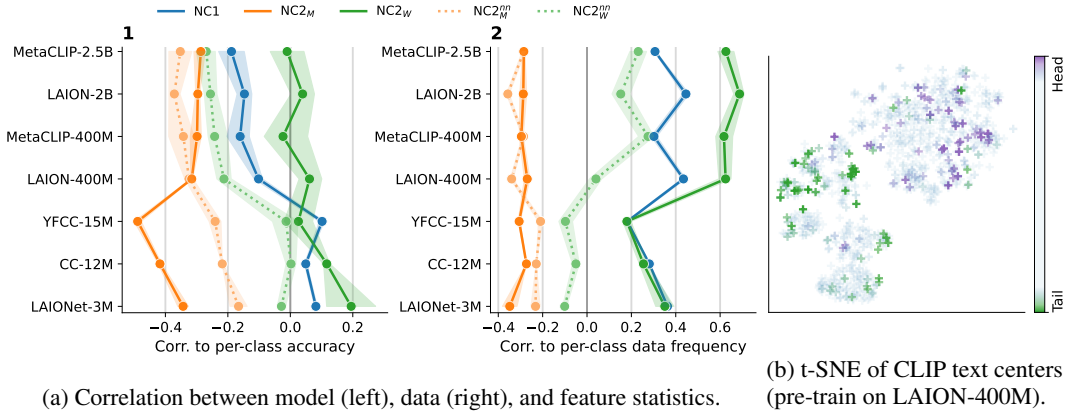 NC1 NC2_M NC2_W NC2_M^{nn} NC2_W^{nn}
1
MetaCLIP-2.5B
LAION-2B
MetaCLIP-400M
LAION-400M
YFCC-15M
CC-12M
LAIONet-3M
−0.4 −0.2 0.0 0.2
Corr. to per-class accuracy
2
MetaCLIP-2.5B
LAION-2B
MetaCLIP-400M
LAION-400M
YFCC-15M
CC-12M
LAIONet-3M
−0.4 −0.2 0.0 0.2 0.4 0.6
Corr. to per-class data frequency
Head
Tail
(a) Correlation between model (left), data (right), and feature statistics.
(b) t-SNE of CLIP text centers
(pre-train on LAION-400M).